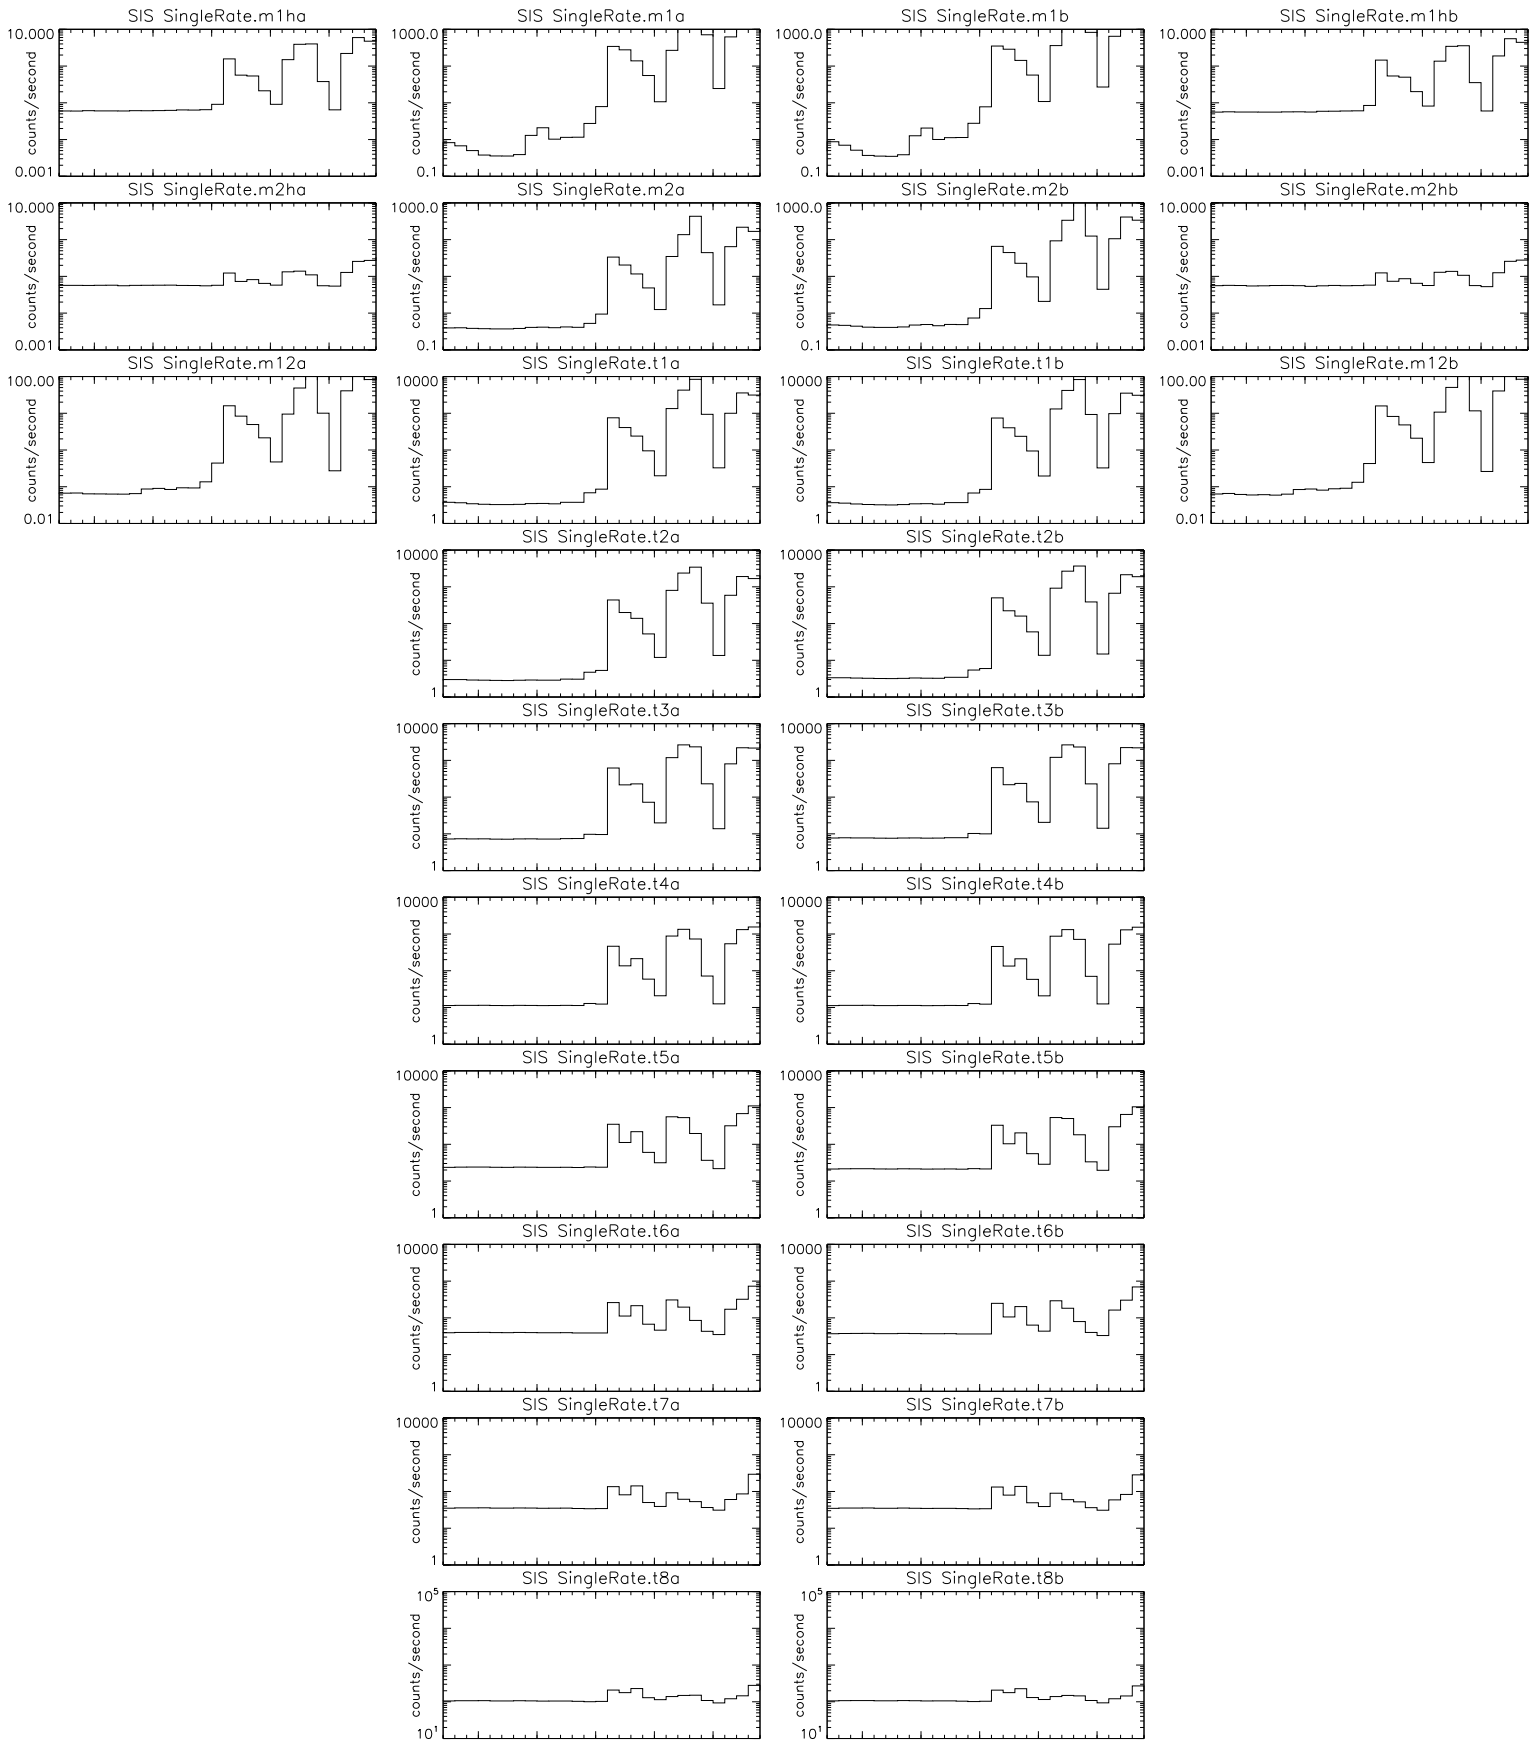 SIS SingleRate.m1ha
10.000
counts/second
0.001
SIS SingleRate.m1a
1000.0
counts/second
0.1
SIS SingleRate.m1b
1000.0
counts/second
0.1
SIS SingleRate.m1hb
10.000
counts/second
0.001
SIS SingleRate.m2ha
10.000
counts/second
0.001
SIS SingleRate.m2a
1000.0
counts/second
0.1
SIS SingleRate.m2b
1000.0
counts/second
0.1
SIS SingleRate.m2hb
10.000
counts/second
0.001
SIS SingleRate.m12a
100.00
counts/second
0.01
SIS SingleRate.t1a
10000
counts/second
1
SIS SingleRate.t1b
10000
counts/second
1
SIS SingleRate.m12b
100.00
counts/second
0.01
SIS SingleRate.t2a
10000
counts/second
1
SIS SingleRate.t2b
10000
counts/second
1
SIS SingleRate.t3a
10000
counts/second
1
SIS SingleRate.t3b
10000
counts/second
1
SIS SingleRate.t4a
10000
counts/second
1
SIS SingleRate.t4b
10000
counts/second
1
SIS SingleRate.t5a
10000
counts/second
1
SIS SingleRate.t5b
10000
counts/second
1
SIS SingleRate.t6a
10000
counts/second
1
SIS SingleRate.t6b
10000
counts/second
1
SIS SingleRate.t7a
10000
counts/second
1
SIS SingleRate.t7b
10000
counts/second
1
SIS SingleRate.t8a
10⁵
counts/second
10¹
SIS SingleRate.t8b
10⁵
counts/second
10¹